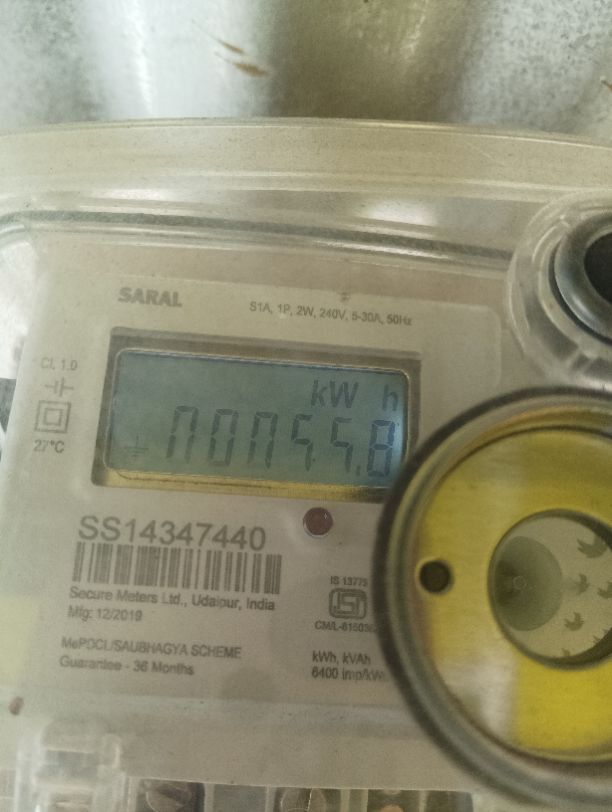 SARAL
S1A, 1P, 2W, 240V, 5-30A, 50Hz
Cl. 1.0
27°C
kW h
00055.8
SS14347440
Secure Meters Ltd., Udaipur, India
Mfg: 12/2019
MePDCL/SAUBHAGYA SCHEME
Guarantee - 36 Months
IS 13779
kWh, kVAh
6400 imp/kW